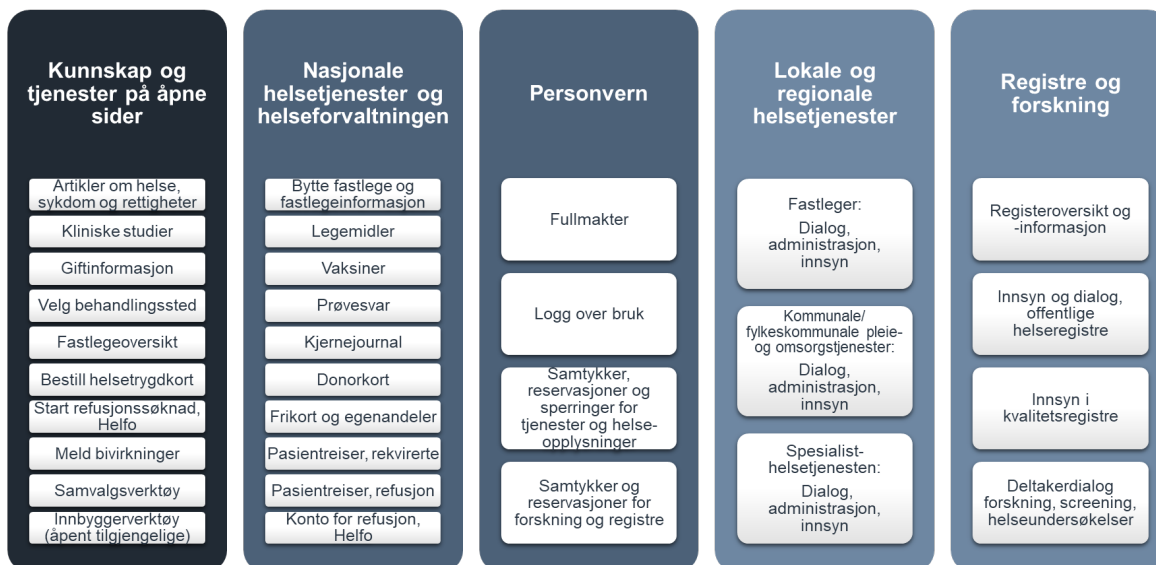 Kunnskap og
tjenester på åpne
sider
Artikler om helse,
sykdom og rettigheter
Kliniske studier
Giftinformasjon
Velg behandlingssted
Fastlegeoversikt
Bestill helsetrygdkort
Start refusjonssøknad,
Helfo
Meld bivirkninger
Samvalgsverktøy
Innbyggerverktøy
(åpent tilgjengelige)
Nasjonale
helsetjenester og
helseforvaltningen
Bytte fastlege og
fastlegeinformasjon
Legemidler
Vaksiner
Prøvesvar
Kjernejournal
Donorkort
Frikort og egenandeler
Pasientreiser, rekvirerte
Pasientreiser, refusjon
Konto for refusjon,
Helfo
Personvern
Fullmakter
Logg over bruk
Samtykker,
reservasjoner og
sperringer for
tjenester og helse-
opplysninger
Samtykker og
reservasjoner for
forskning og registre
Lokale og
regionale
helsetjenester
Fastleger:
Dialog,
administrasjon,
innsyn
Kommunale/
fylkeskommunale pleie-
og omsorgstjenester:
Dialog,
administrasjon,
innsyn
Spesialist-
helsetjenesten:
Dialog,
administrasjon,
innsyn
Registre og
forskning
Registeroversikt og
-informasjon
Innsyn og dialog,
offentlige
helseregistre
Innsyn i
kvalitetsregistre
Deltakerdialog
forskning, screening,
helseundersøkelser